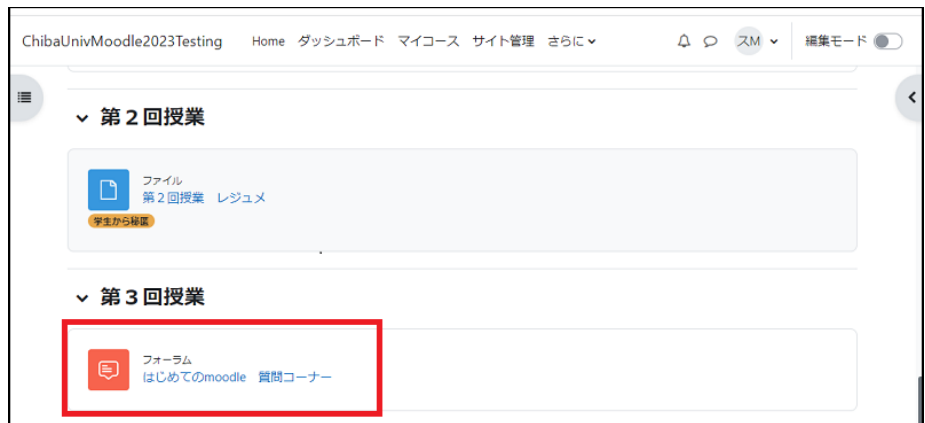 ChibaUnivMoodle2023Testing Home ダッシュボード マイコース サイト管理 さらに スM 編集モード
第２回授業
ファイル
第２回授業　レジュメ
学生から秘匿
第３回授業
フォーラム
はじめてのmoodle　質問コーナー